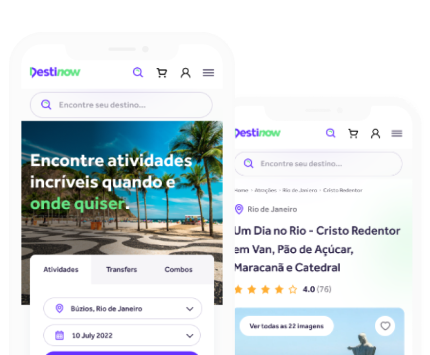 Destinow
Encontre seu destino...
Encontre atividades
incríveis quando e
onde quiser.
Atividades Transfers Combos
Búzios, Rio de Janeiro
10 July 2022
Destinow
Encontre seu destino...
Home > Atrações > Rio de Janeiro > Cristo Redentor
Rio de Janeiro
Um Dia no Rio - Cristo Redentor
em Van, Pão de Açúcar,
Maracanã e Catedral
4.0 (76)
Ver todas as 22 imagens